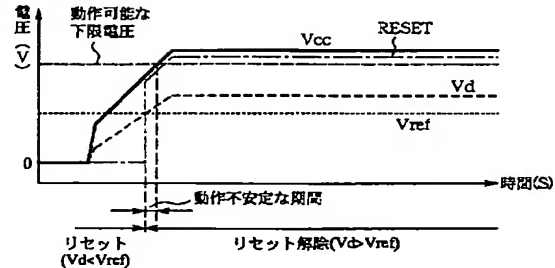 電圧(V)
動作可能な
下限電圧
RESET
Vcc
Vd
Vref
0
時間(S)
動作不安定な期間
リセット
(Vd<Vref)
リセット解除(Vd>Vref)